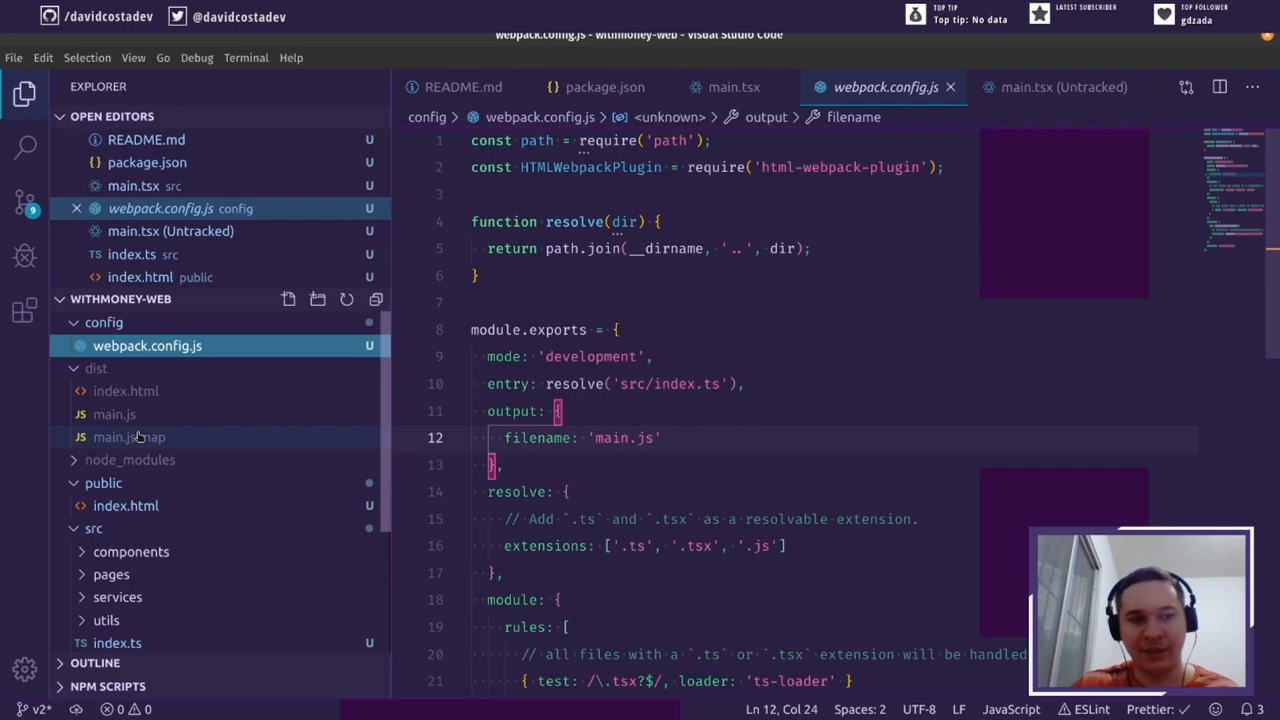 /davidcostadev
@davidcostadev
TOP TIP
Top tip: No data
LATEST SUBSCRIBER
TOP FOLLOWER
gdzada
webpack.config.js - withmoney-web - Visual Studio Code
File Edit Selection View Go Debug Terminal Help
EXPLORER
README.md
package.json
main.tsx
webpack.config.js
main.tsx (Untracked)
OPEN EDITORS
config > webpack.config.js > <unknown> > output > filename
README.md U
package.json U
main.tsx src U
webpack.config.js config U
main.tsx (Untracked) U
index.ts src U
index.html public U
WITHMONEY-WEB
config
webpack.config.js U
dist
index.html
main.js
main.js.map
node_modules
public
index.html U
src
components
pages
services
utils
index.ts U
OUTLINE
NPM SCRIPTS
9
1 const path = require('path');
2 const HTMLWebpackPlugin = require('html-webpack-plugin');
3
4 function resolve(dir) {
5 return path.join(__dirname, '..', dir);
6 }
7
8 module.exports = {
9 mode: 'development',
10 entry: resolve('src/index.ts'),
11 output: {
12 filename: 'main.js'
13 },
14 resolve: {
15 // Add `.ts` and `.tsx` as a resolvable extension.
16 extensions: ['.ts', '.tsx', '.js']
17 },
18 module: {
19 rules: [
20 // all files with a `.ts` or `.tsx` extension will be handled
21 { test: /\.tsx?$/, loader: 'ts-loader' }
v2* 0 0 Ln 12, Col 24 Spaces: 2 UTF-8 LF JavaScript ESLint Prettier: ✓ 3